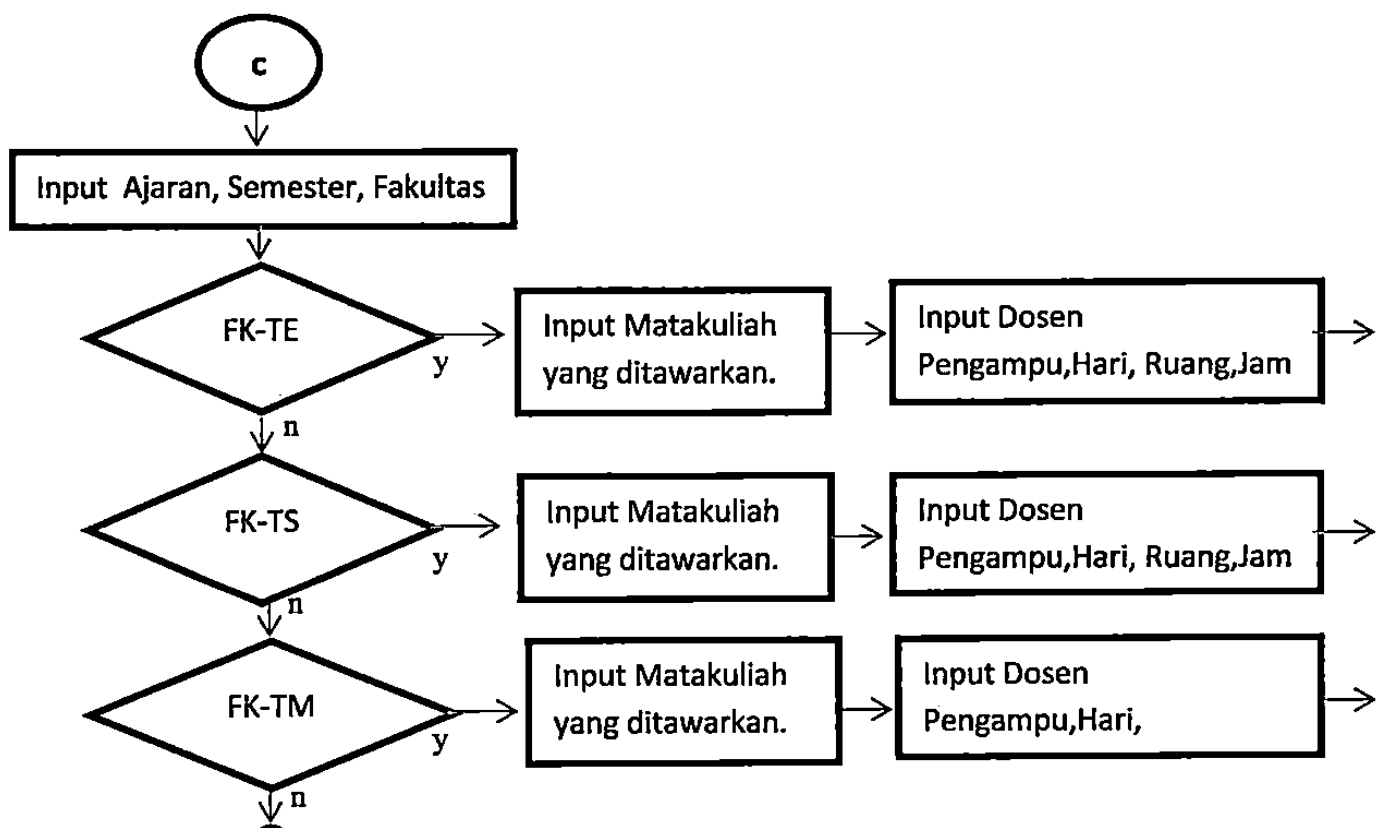 c
Input Ajaran, Semester, Fakultas
FK-TE
y
n
Input Matakuliah
yang ditawarkan.
Input Dosen
Pengampu,Hari, Ruang,Jam
FK-TS
y
n
Input Matakuliah
yang ditawarkan.
Input Dosen
Pengampu,Hari, Ruang,Jam
FK-TM
y
n
Input Matakuliah
yang ditawarkan.
Input Dosen
Pengampu,Hari,